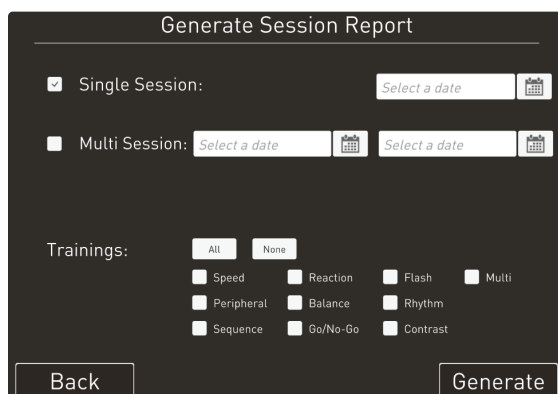 Generate Session Report
Single Session: Select a date
Multi Session: Select a date Select a date
Trainings: All None
Speed Reaction Flash Multi
Peripheral Balance Rhythm
Sequence Go/No-Go Contrast
Back Generate